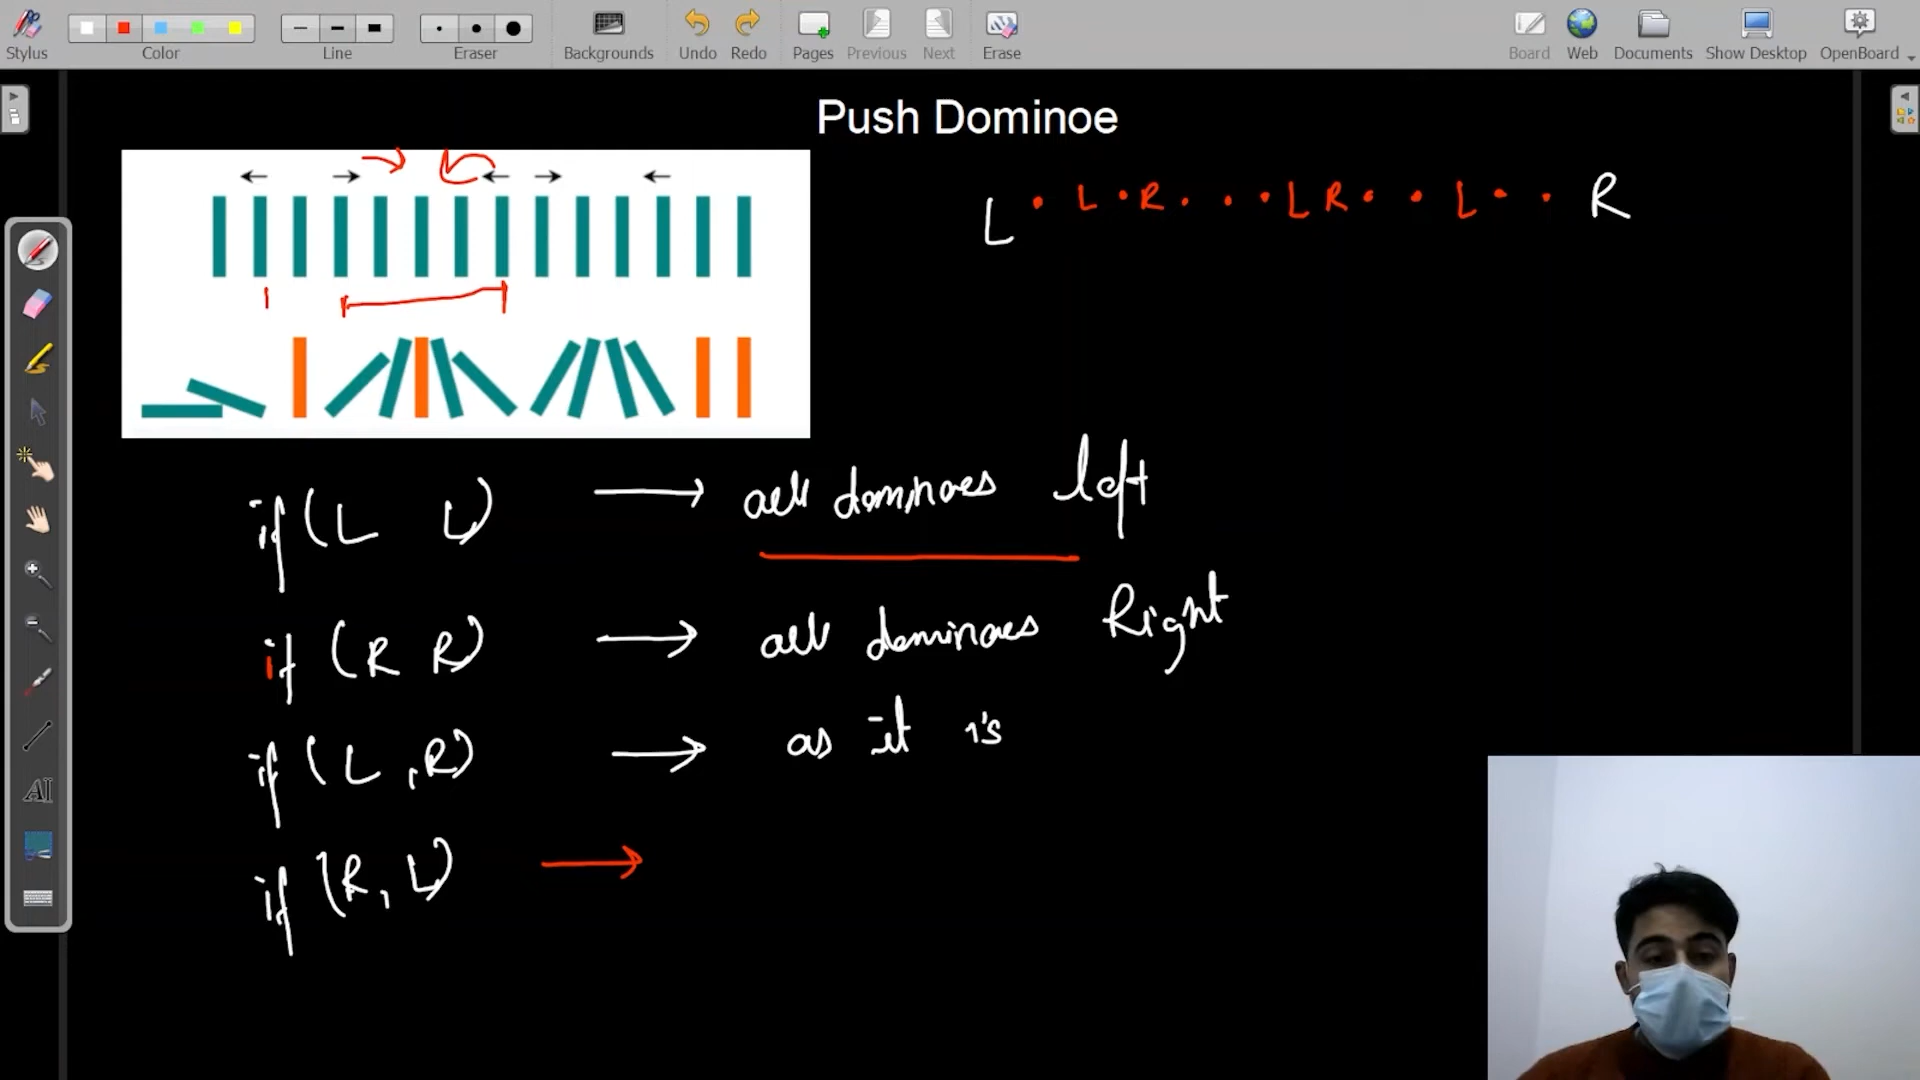 Stylus Color Line Eraser Backgrounds Undo Redo Pages Previous Next Erase Board Web Documents Show Desktop OpenBoard
Push Dominoe
L . L . R . . . L R . . L . . R
if (L L) → all dominoes left
if (R R) → all dominoes Right
if (L , R) → as it is
if (R, L) →
AI